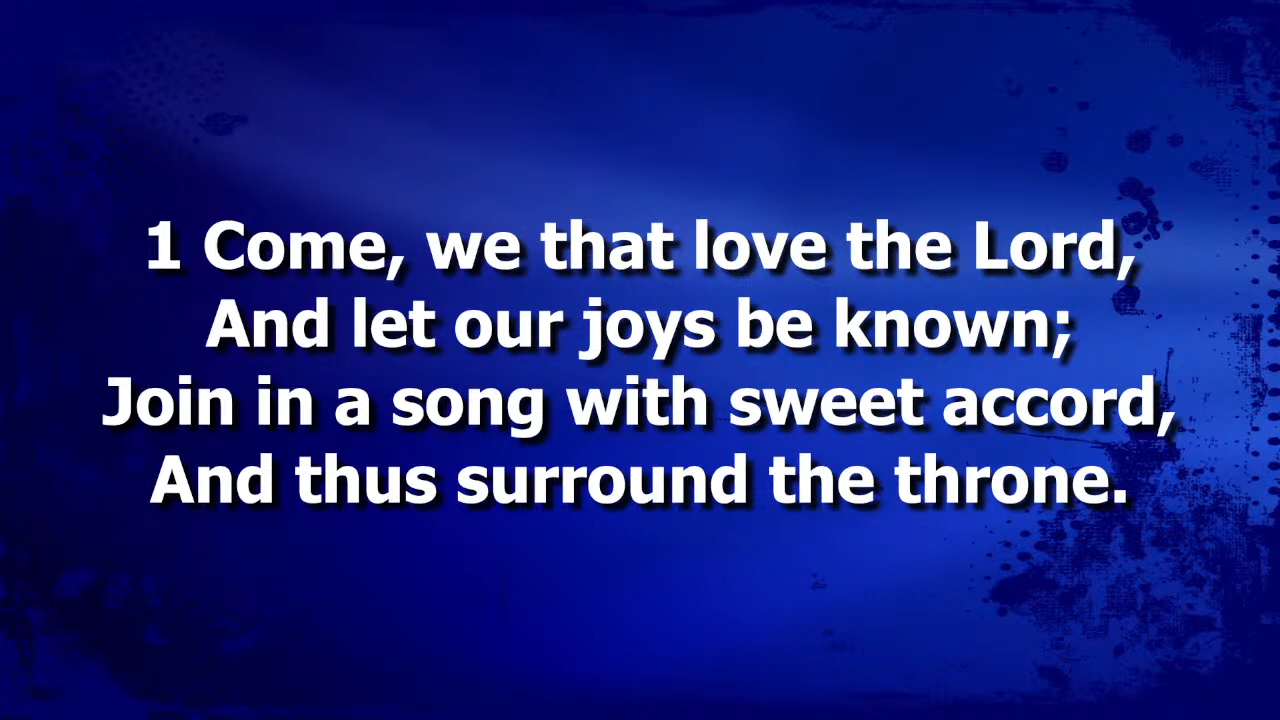 1 Come, we that love the Lord,
And let our joys be known;
Join in a song with sweet accord,
And thus surround the throne.